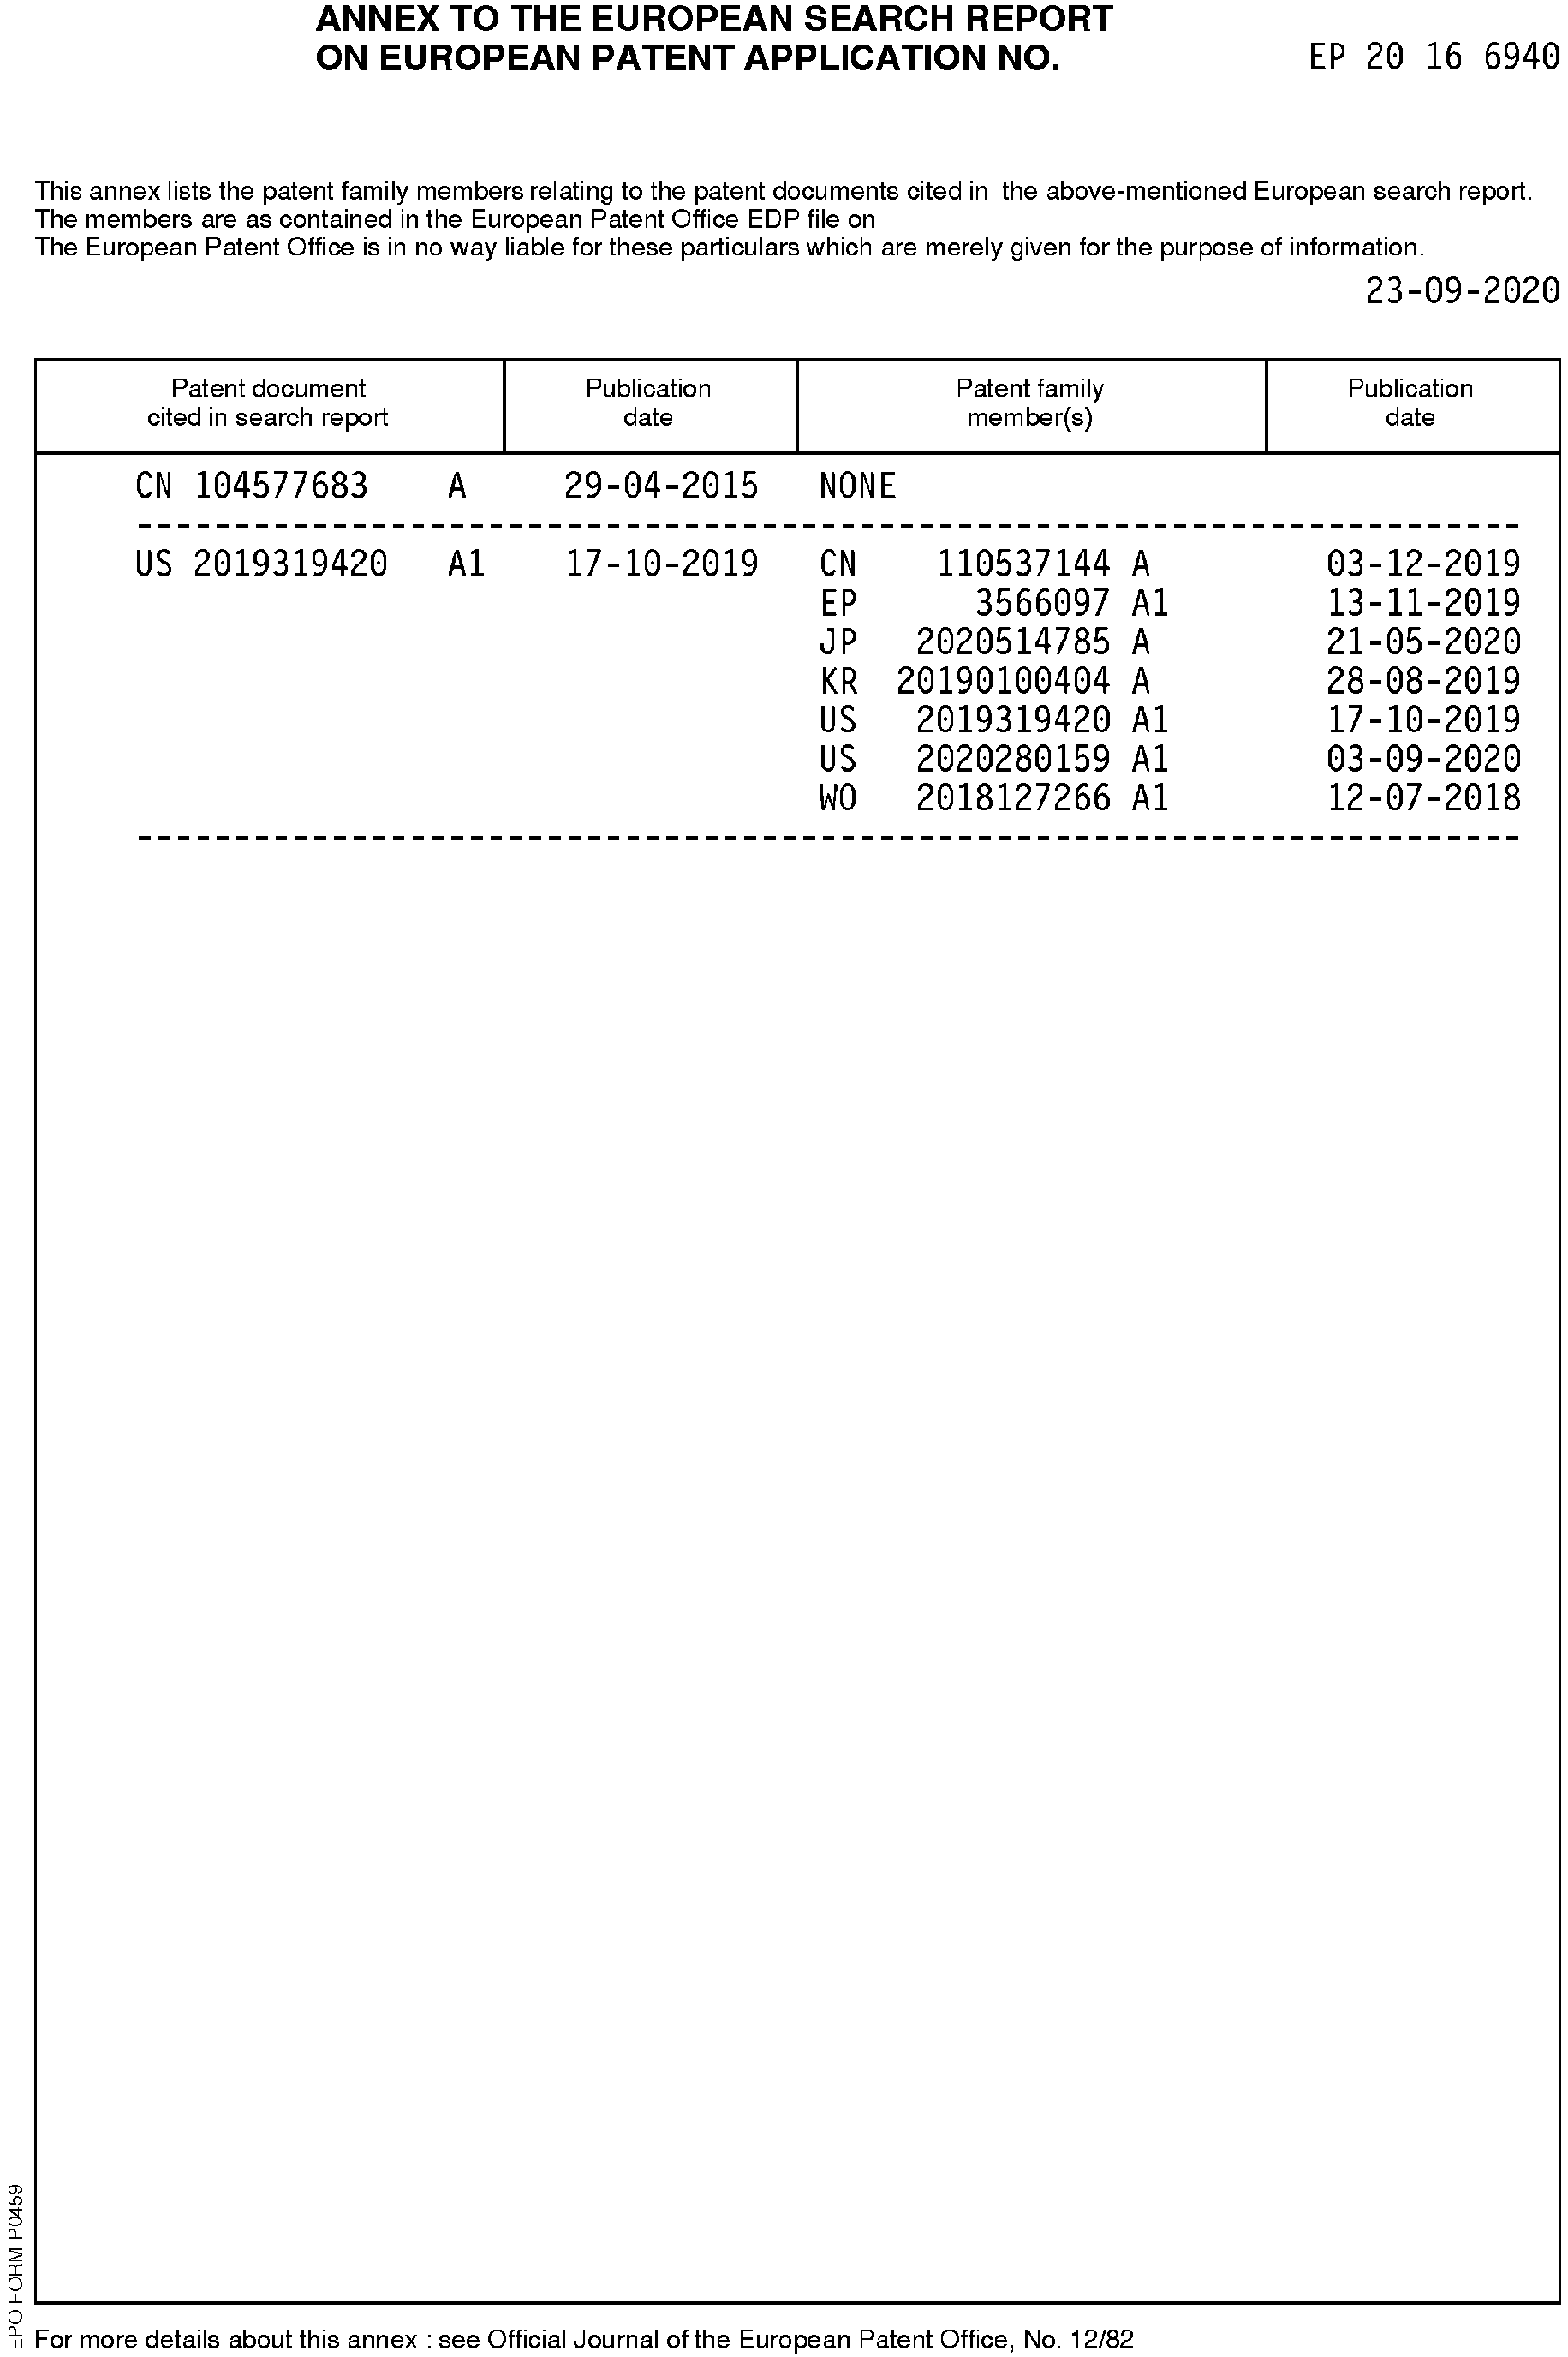 ANNEX TO THE EUROPEAN SEARCH REPORT
ON EUROPEAN PATENT APPLICATION NO. EP 20 16 6940
This annex lists the patent family members relating to the patent documents cited in the above-mentioned European search report.
The members are as contained in the European Patent Office EDP file on
The European Patent Office is in no way liable for these particulars which are merely given for the purpose of information.
23-09-2020
Patent document cited in search report
Publication date
Patent family member(s)
Publication date
CN 104577683 A 29-04-2015 NONE
US 2019319420 A1 17-10-2019 CN 110537144 A 03-12-2019
EP 3566097 A1 13-11-2019
JP 2020514785 A 21-05-2020
KR 20190100404 A 28-08-2019
US 2019319420 A1 17-10-2019
US 2020280159 A1 03-09-2020
WO 2018127266 A1 12-07-2018
EPO FORM P0459
For more details about this annex : see Official Journal of the European Patent Office, No. 12/82